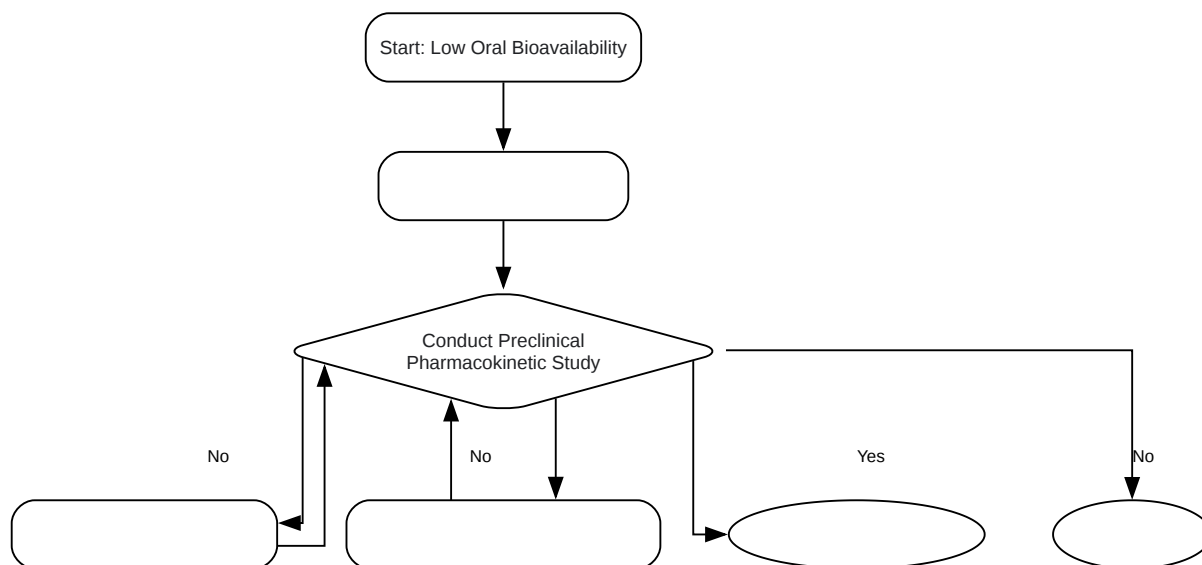 Start: Low Oral Bioavailability
Conduct Preclinical
Pharmacokinetic Study
No
No
Yes
No